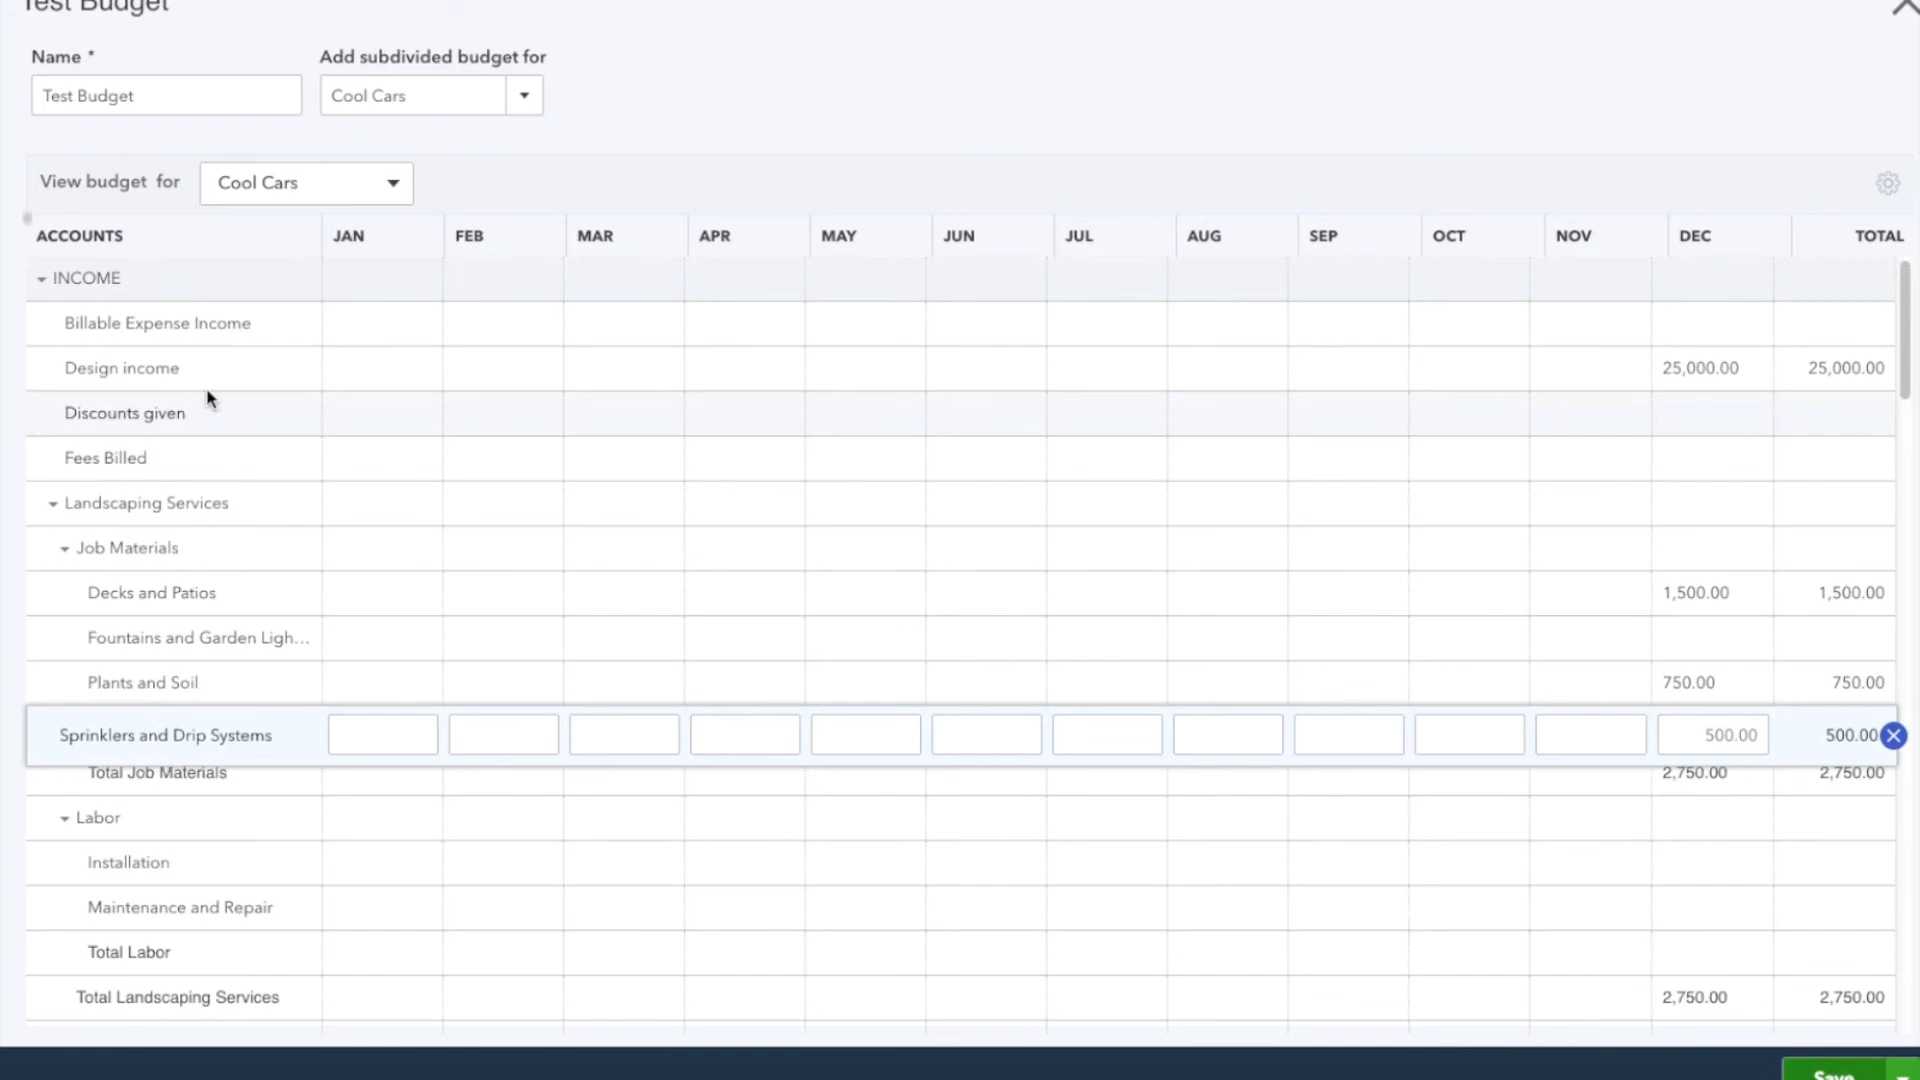 Test Budget
Name * Add subdivided budget for
Test Budget Cool Cars
View budget for Cool Cars
ACCOUNTS JAN FEB MAR APR MAY JUN JUL AUG SEP OCT NOV DEC TOTAL
INCOME
Billable Expense Income
Design income 25,000.00 25,000.00
Discounts given
Fees Billed
Landscaping Services
Job Materials
Decks and Patios 1,500.00 1,500.00
Fountains and Garden Ligh...
Plants and Soil 750.00 750.00
Sprinklers and Drip Systems 500.00 500.00
Total Job Materials 2,750.00 2,750.00
Labor
Installation
Maintenance and Repair
Total Labor
Total Landscaping Services 2,750.00 2,750.00
Save